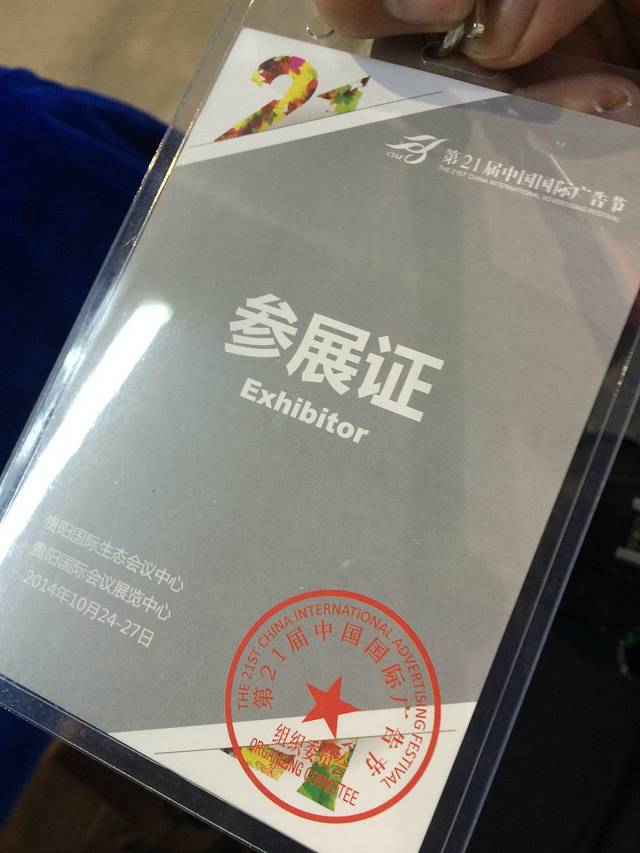 21
CIAF
第21届中国国际广告节
THE 21ST CHINA INTERNATIONAL ADVERTISING FESTIVAL
参展证
Exhibitor
贵阳国际生态会议中心
贵阳国际会议展览中心
2014年10月24-27日
THE 21ST CHINA INTERNATIONAL ADVERTISING FESTIVAL
第21届中国国际广告节
组织委员会
ORGANIZING COMMITTEE